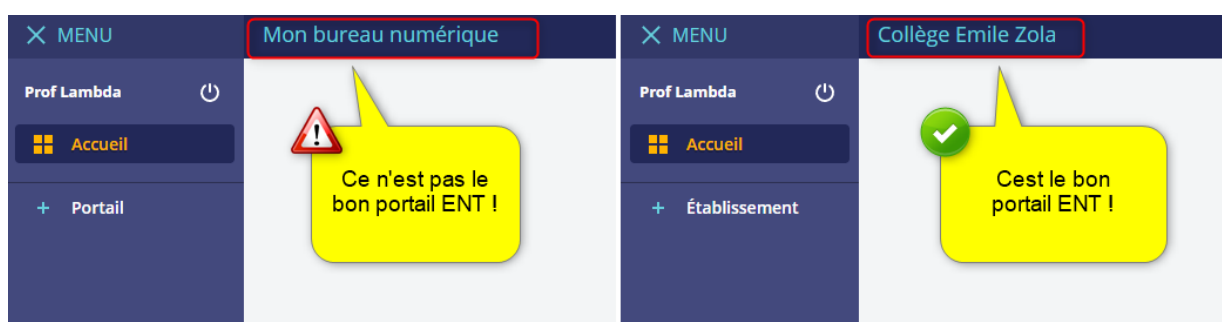 MENU
Mon bureau numérique
Prof Lambda
Accueil
Portail
Ce n'est pas le
bon portail ENT !
MENU
Collège Emile Zola
Prof Lambda
Accueil
Établissement
Cest le bon
portail ENT !